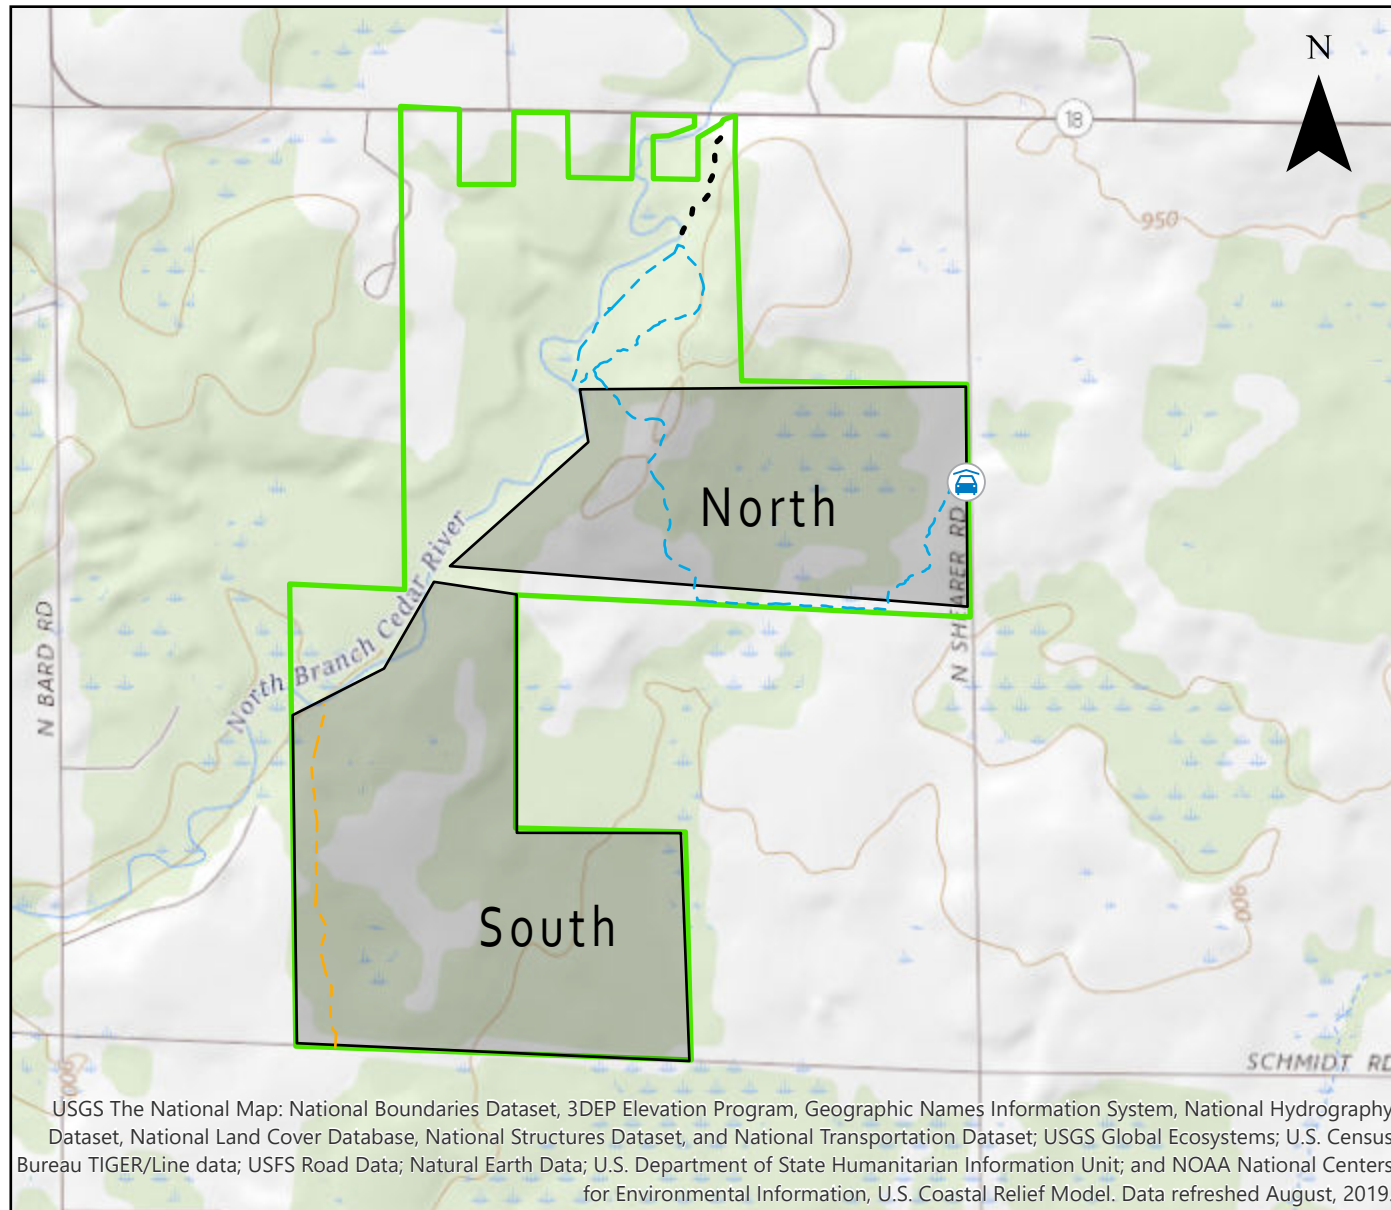 N
18
950
North
N SHEARER RD
North Branch Cedar River
N BARD RD
South
900
SCHMIDT RD
900
USGS The National Map: National Boundaries Dataset, 3DEP Elevation Program, Geographic Names Information System, National Hydrography
Dataset, National Land Cover Database, National Structures Dataset, and National Transportation Dataset; USGS Global Ecosystems; U.S. Census
Bureau TIGER/Line data; USFS Road Data; Natural Earth Data; U.S. Department of State Humanitarian Information Unit; and NOAA National Centers
for Environmental Information, U.S. Coastal Relief Model. Data refreshed August, 2019.